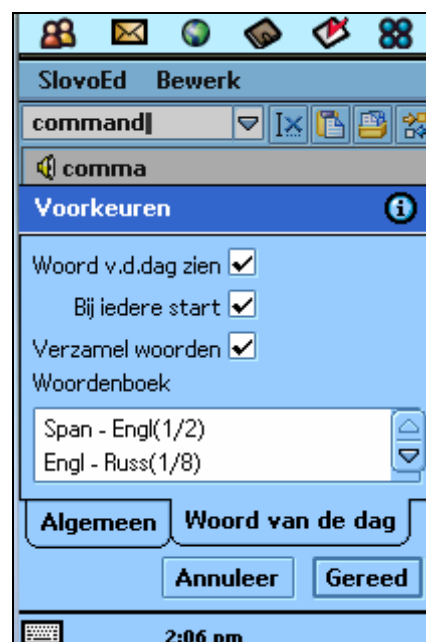 SlovoEd Bewerk
command
comma
Voorkeuren
Woord v.d.dag zien
Bij iedere start
Verzamel woorden
Woordenboek
Span - Engl(1/2)
Engl - Russ(1/8)
Algemeen Woord van de dag
Annuleer Gereed
2:06 pm